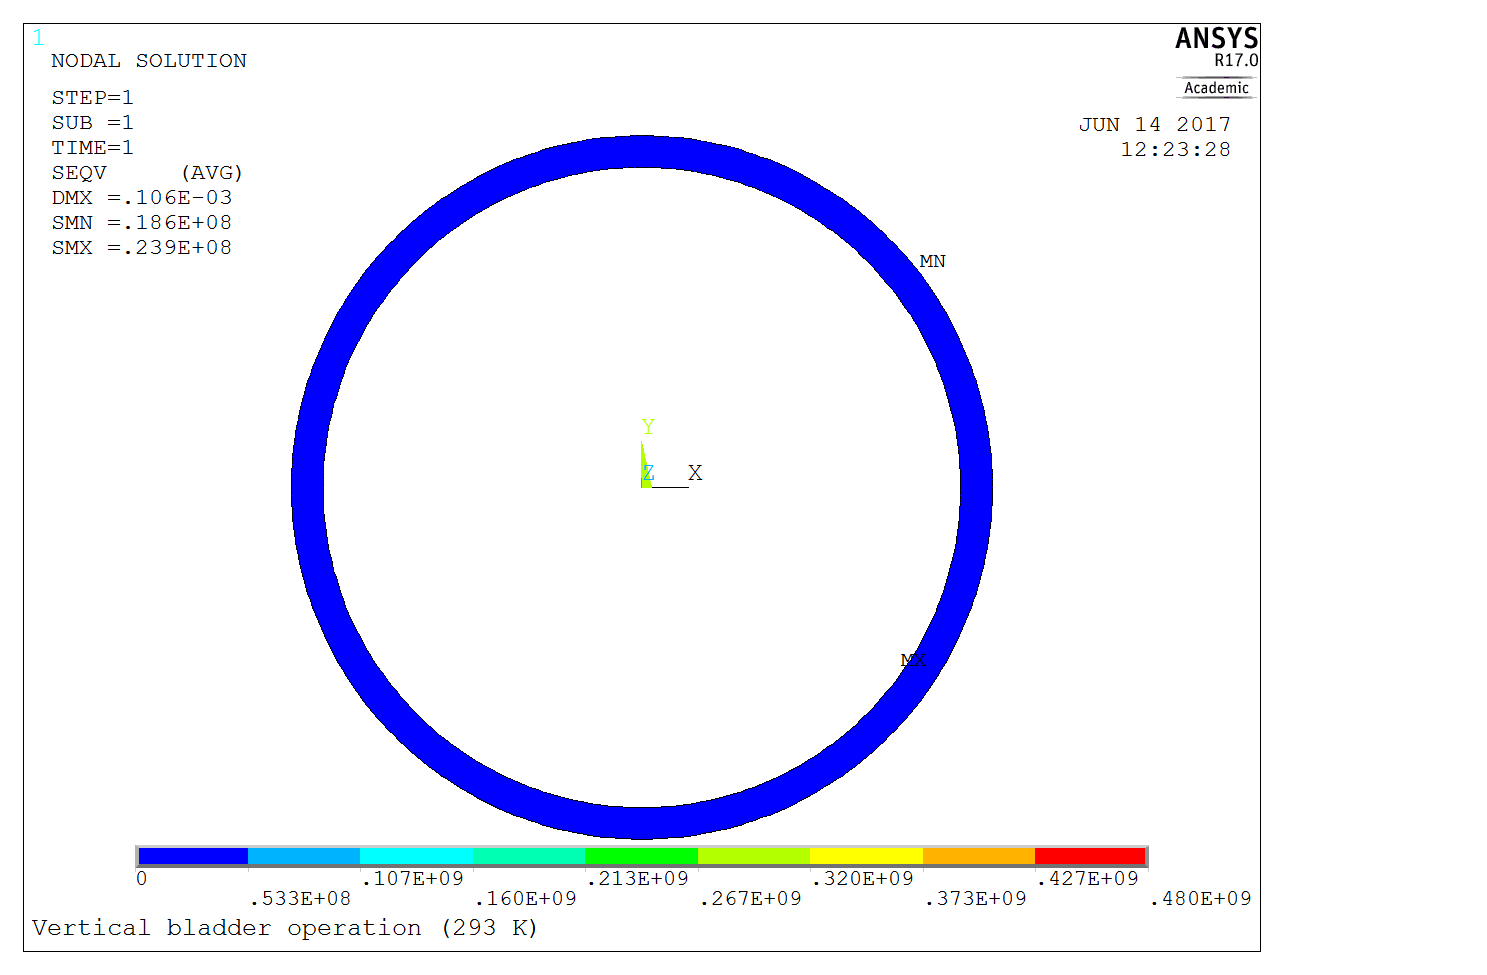 1
NODAL SOLUTION
STEP=1
SUB =1
TIME=1
SEQV (AVG)
DMX =.106E-03
SMN =.186E+08
SMX =.239E+08
ANSYS
R17.0
Academic
JUN 14 2017
12:23:28
MN
Y
Z X
MX
0 .107E+09 .213E+09 .320E+09 .427E+09
.533E+08 .160E+09 .267E+09 .373E+09 .480E+09
Vertical bladder operation (293 K)